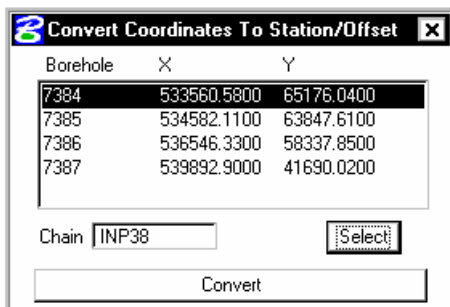 Convert Coordinates To Station/Offset
Borehole X Y
7384 533560.5800 65176.0400
7385 534582.1100 63847.6100
7386 536546.3300 58337.8500
7387 539892.9000 41690.0200
Chain INP38 Select
Convert